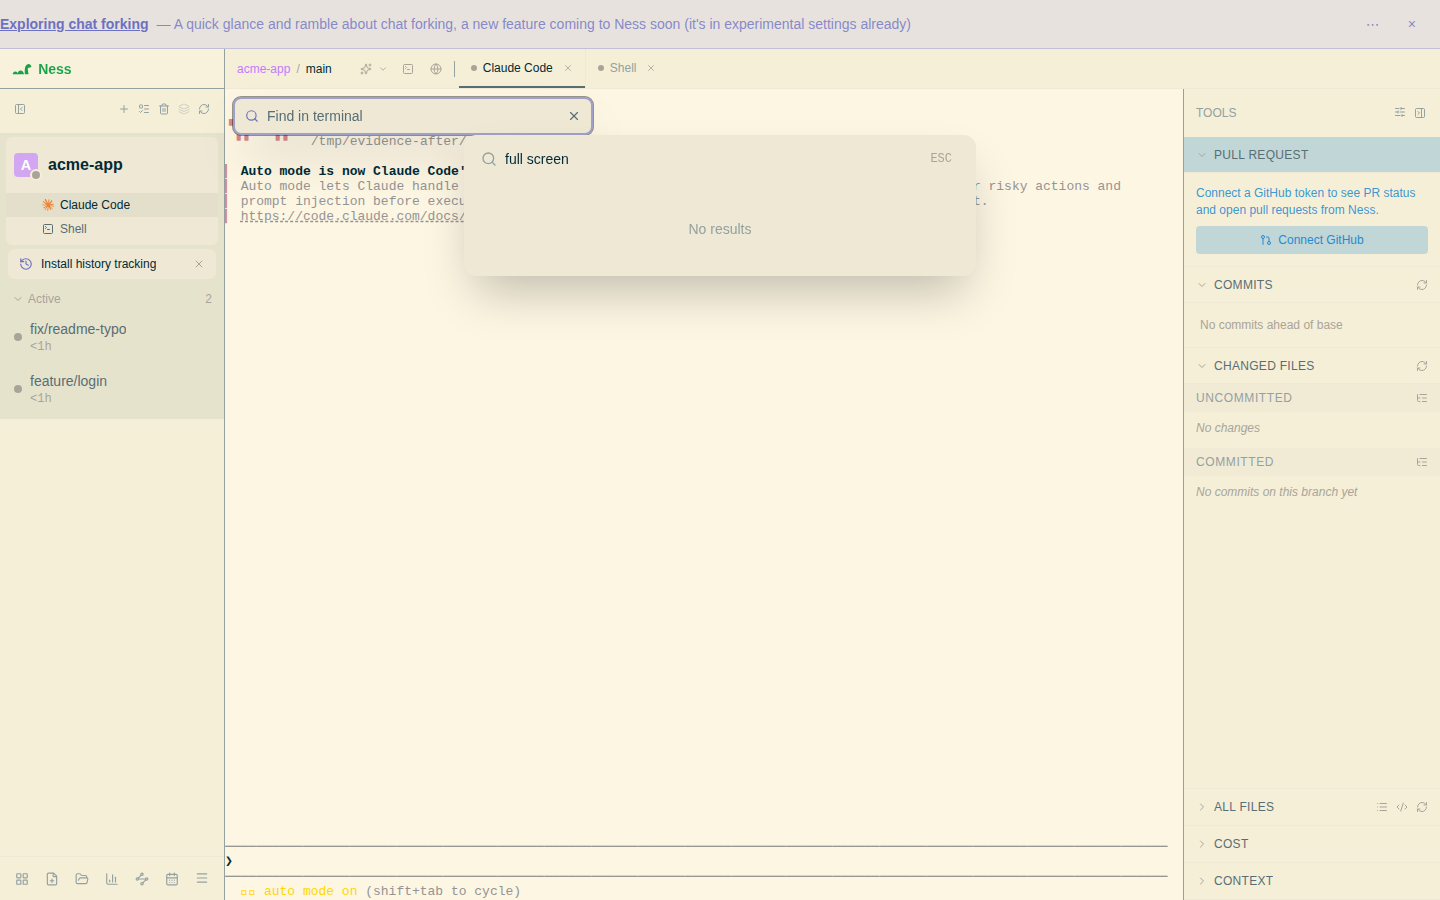 Exploring chat forking — A quick glance and ramble about chat forking, a new feature coming to Ness soon (it's in experimental settings already)
Ness
acme-app / main
Claude Code
Shell
Find in terminal
/tmp/evidence-after/
full screen
ESC
No results
Auto mode is now Claude Code'
Auto mode lets Claude handle
r risky actions and
prompt injection before execu
t.
https://code.claude.com/docs/
A
acme-app
Claude Code
Shell
Install history tracking
Active 2
fix/readme-typo
<1h
feature/login
<1h
❯
auto mode on (shift+tab to cycle)
TOOLS
PULL REQUEST
Connect a GitHub token to see PR status
and open pull requests from Ness.
Connect GitHub
COMMITS
No commits ahead of base
CHANGED FILES
UNCOMMITTED
No changes
COMMITTED
No commits on this branch yet
ALL FILES
COST
CONTEXT